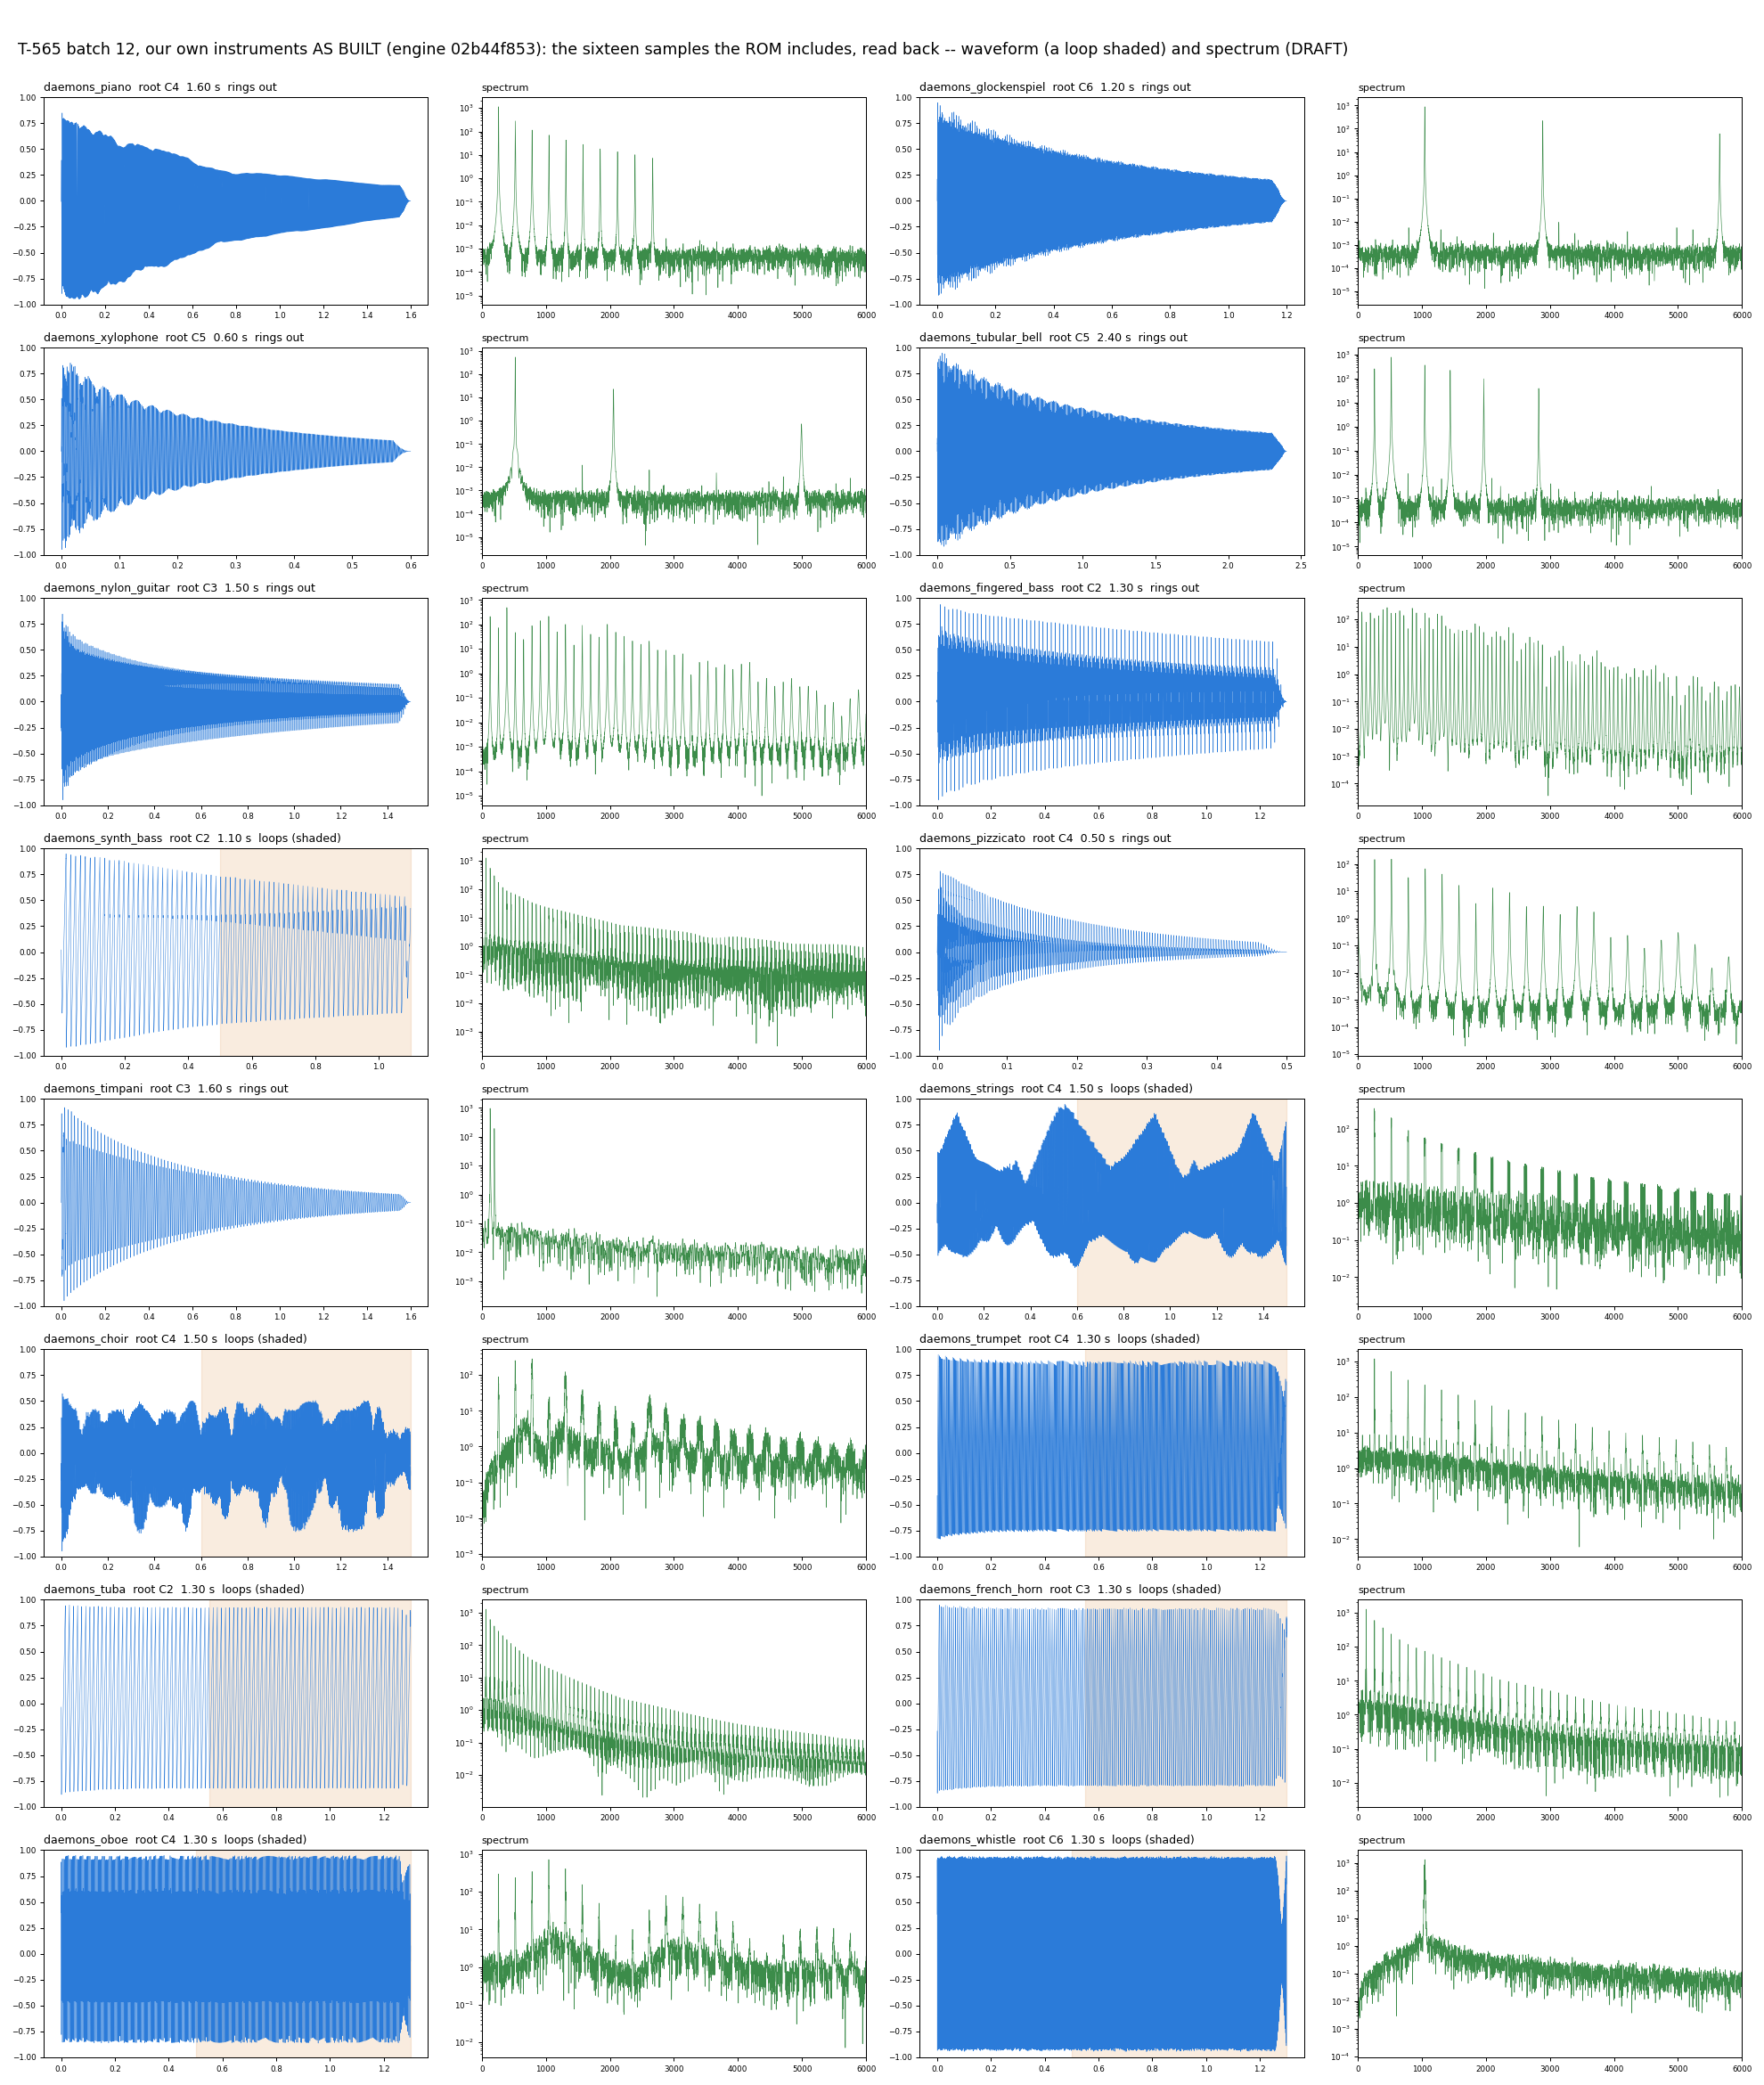 T-565 batch 12, our own instruments AS BUILT (engine 02b44f853): the sixteen samples the ROM includes, read back -- waveform (a loop shaded) and spectrum (DRAFT)
daemons_piano root C4 1.60 s rings out
spectrum
daemons_glockenspiel root C6 1.20 s rings out
spectrum
daemons_xylophone root C5 0.60 s rings out
spectrum
daemons_tubular_bell root C5 2.40 s rings out
spectrum
daemons_nylon_guitar root C3 1.50 s rings out
spectrum
daemons_fingered_bass root C2 1.30 s rings out
spectrum
daemons_synth_bass root C2 1.10 s loops (shaded)
spectrum
daemons_pizzicato root C4 0.50 s rings out
spectrum
daemons_timpani root C3 1.60 s rings out
spectrum
daemons_strings root C4 1.50 s loops (shaded)
spectrum
daemons_choir root C4 1.50 s loops (shaded)
spectrum
daemons_trumpet root C4 1.30 s loops (shaded)
spectrum
daemons_tuba root C2 1.30 s loops (shaded)
spectrum
daemons_french_horn root C3 1.30 s loops (shaded)
spectrum
daemons_oboe root C4 1.30 s loops (shaded)
spectrum
daemons_whistle root C6 1.30 s loops (shaded)
spectrum